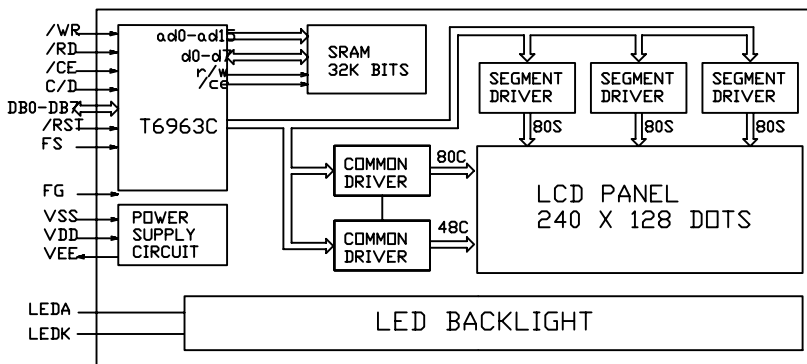 /WR
/RD
/CE
C/D
DB0-DB7
/RST
FS
FG
VSS
VDD
VEE
LEDA
LEDK
ad0-ad15
d0-d7
r/w
/ce
T6963C
SRAM
32K BITS
SEGMENT
DRIVER
SEGMENT
DRIVER
SEGMENT
DRIVER
80S
80S
80S
COMMON
DRIVER
80C
COMMON
DRIVER
48C
LCD PANEL
240 X 128 DOTS
POWER
SUPPLY
CIRCUIT
LED BACKLIGHT